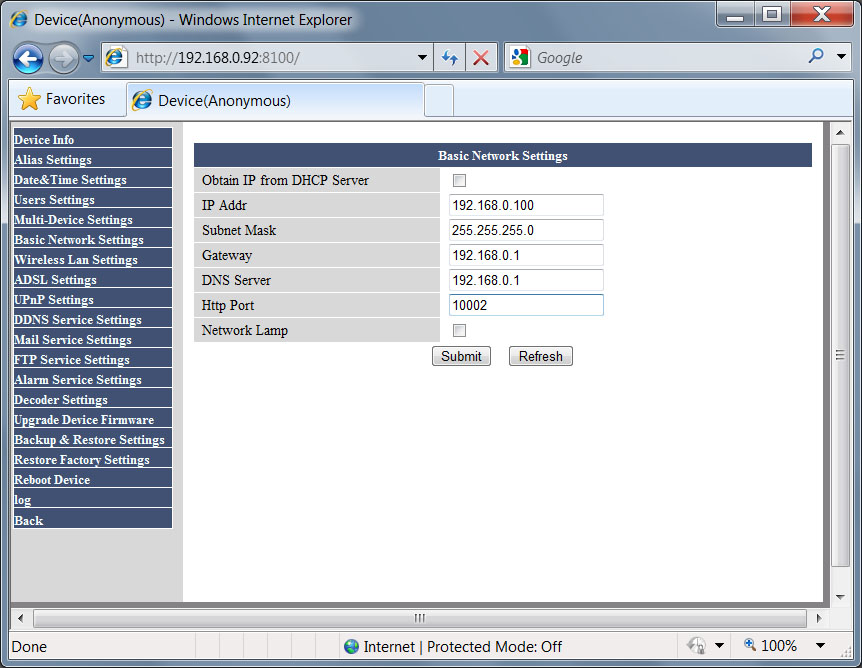 Device(Anonymous) - Windows Internet Explorer
http://192.168.0.92:8100/
Google
Favorites
Device(Anonymous)
Device Info
Alias Settings
Date&Time Settings
Users Settings
Multi-Device Settings
Basic Network Settings
Wireless Lan Settings
ADSL Settings
UPnP Settings
DDNS Service Settings
Mail Service Settings
FTP Service Settings
Alarm Service Settings
Decoder Settings
Upgrade Device Firmware
Backup & Restore Settings
Restore Factory Settings
Reboot Device
log
Back
Basic Network Settings
Obtain IP from DHCP Server
IP Addr 192.168.0.100
Subnet Mask 255.255.255.0
Gateway 192.168.0.1
DNS Server 192.168.0.1
Http Port 10002
Network Lamp
Submit Refresh
Done Internet | Protected Mode: Off 100%